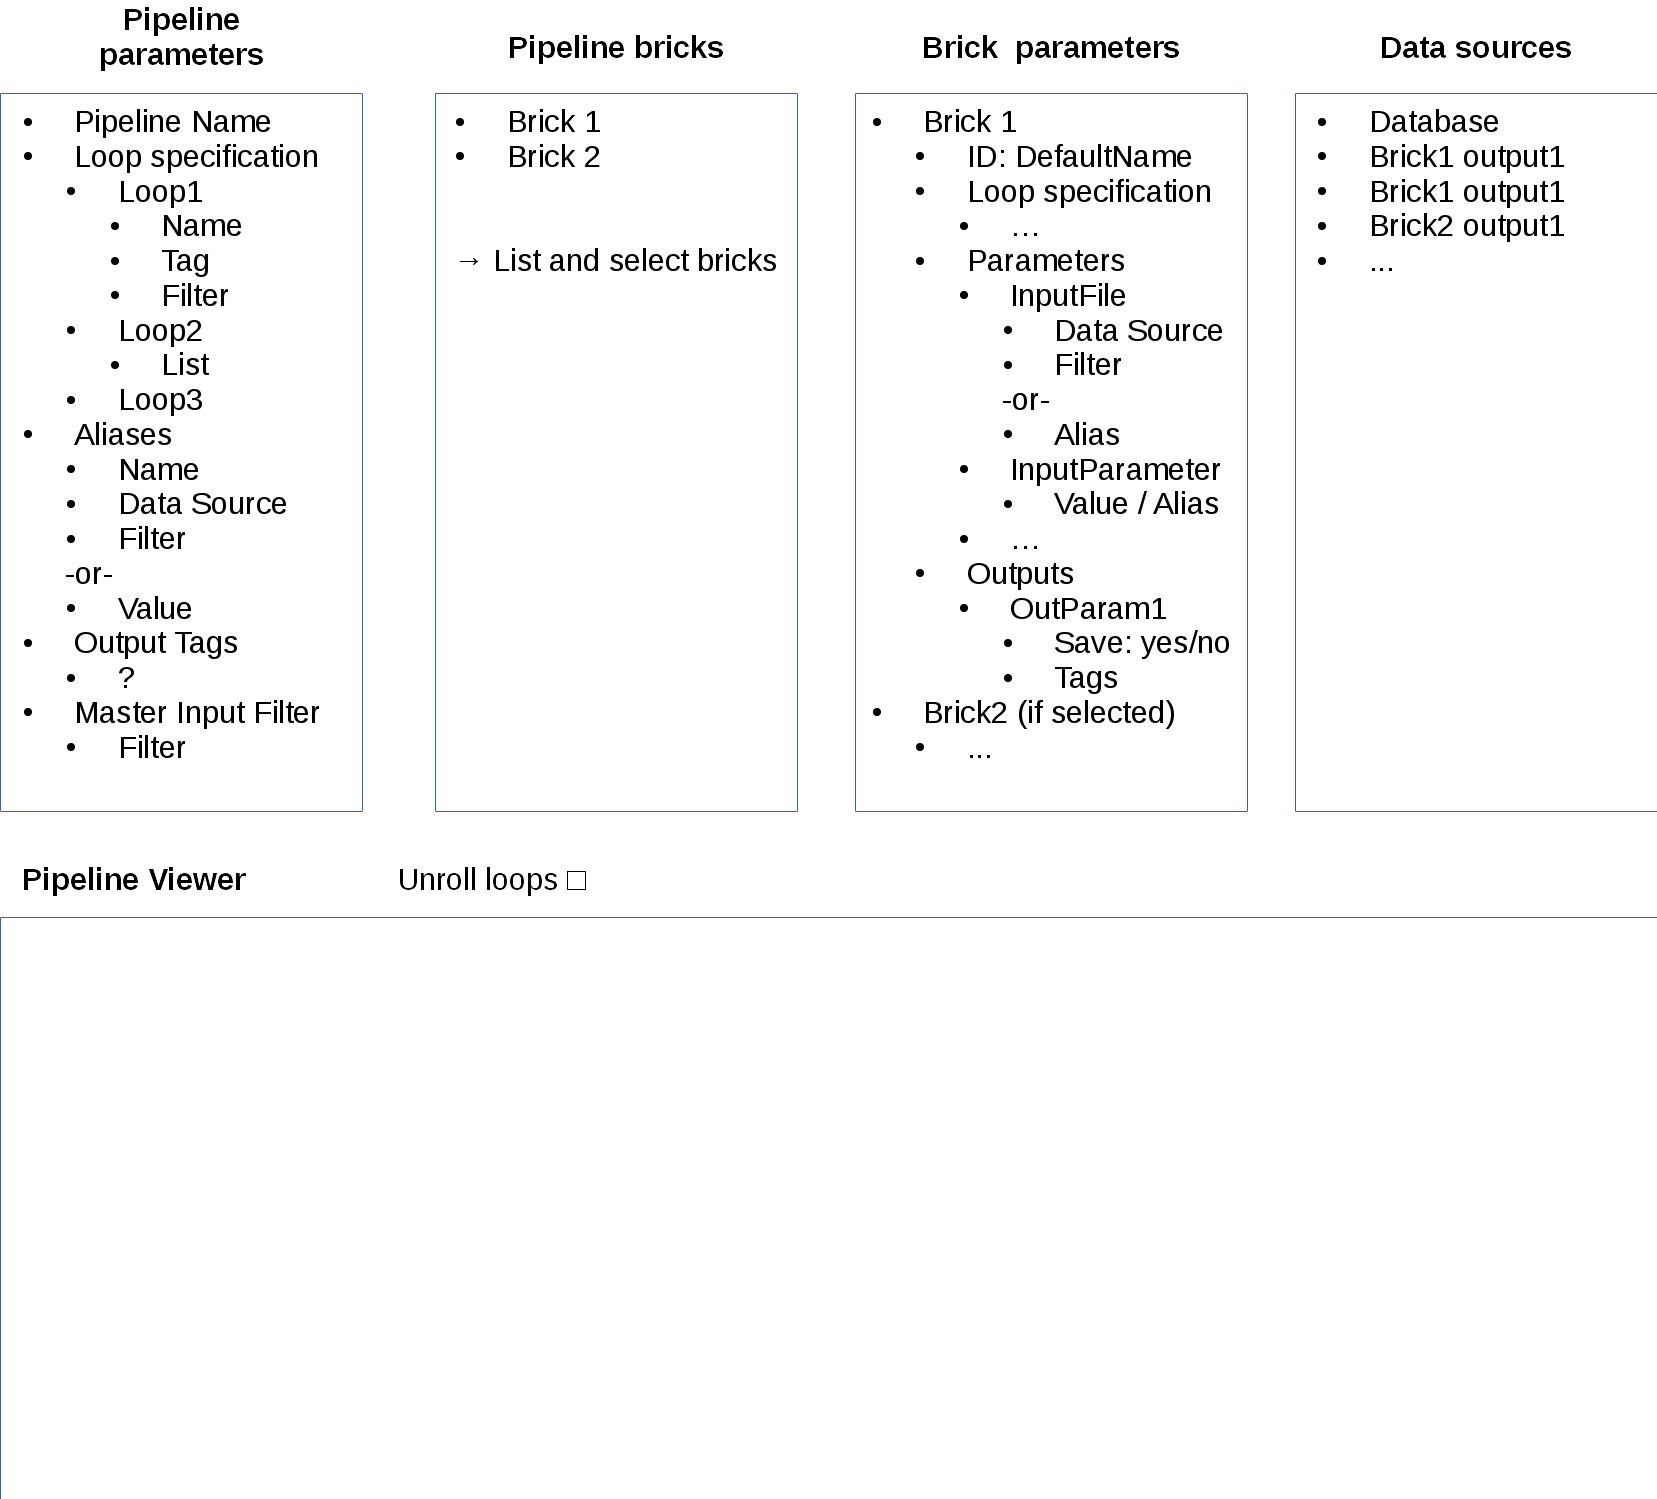 Pipeline
parameters
• Pipeline Name
• Loop specification
• Loop1
• Name
• Tag
• Filter
• Loop2
• List
• Loop3
• Aliases
• Name
• Data Source
• Filter
-or-
• Value
• Output Tags
• ?
• Master Input Filter
• Filter
Pipeline bricks
• Brick 1
• Brick 2
→ List and select bricks
Brick parameters
• Brick 1
• ID: DefaultName
• Loop specification
• ...
• Parameters
• InputFile
• Data Source
• Filter
-or-
• Alias
• InputParameter
• Value / Alias
• ...
• Outputs
• OutParam1
• Save: yes/no
• Tags
• Brick2 (if selected)
• ...
Data sources
• Database
• Brick1 output1
• Brick1 output1
• Brick2 output1
• ...
Pipeline Viewer
Unroll loops □